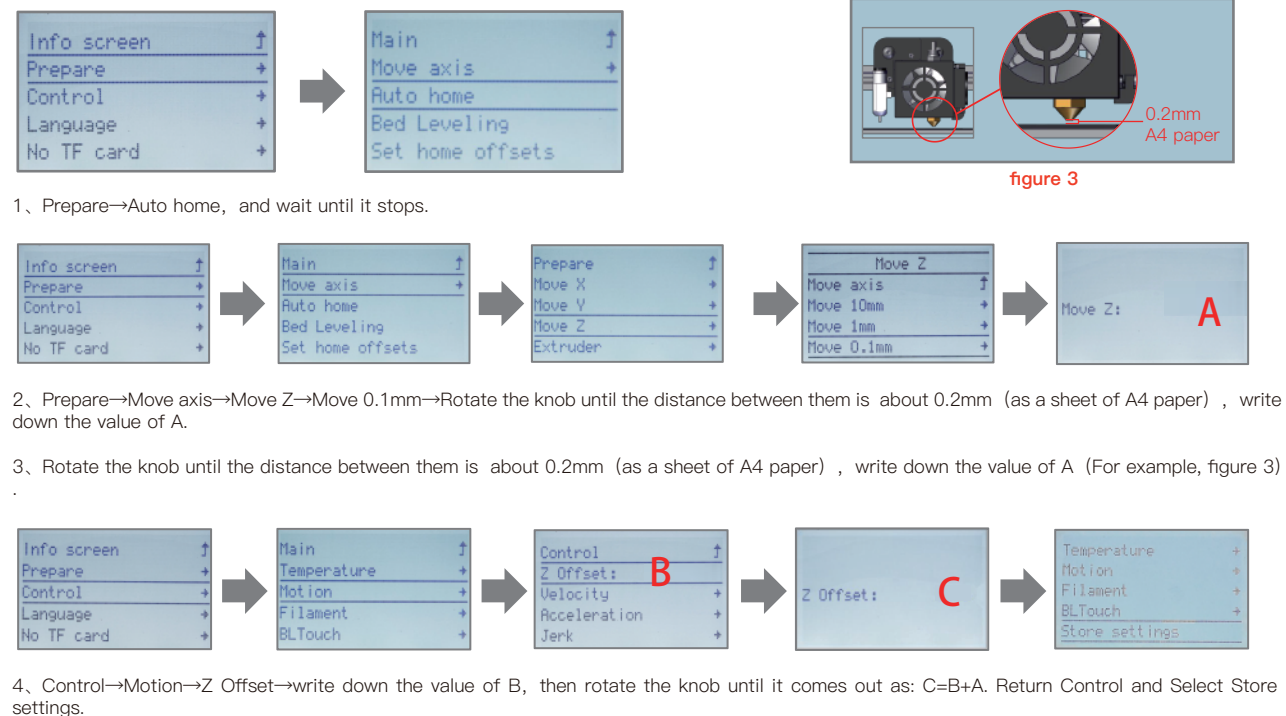 Info screen
Prepare
Control
Language
No TF card
Main
Move axis
Auto home
Bed Leveling
Set home offsets
0.2mm
A4 paper
figure 3
1、Prepare→Auto home，and wait until it stops.
Info screen
Prepare
Control
Language
No TF card
Main
Move axis
Auto home
Bed Leveling
Set home offsets
Prepare
Move X
Move Y
Move Z
Extruder
Move Z
Move axis
Move 10mm
Move 1mm
Move 0.1mm
Move Z:
A
2、Prepare→Move axis→Move Z→Move 0.1mm→Rotate the knob until the distance between them is about 0.2mm（as a sheet of A4 paper）, write
down the value of A.
3、Rotate the knob until the distance between them is about 0.2mm（as a sheet of A4 paper）, write down the value of A（For example, figure 3)
.
Info screen
Prepare
Control
Language
No TF card
Main
Temperature
Motion
Filament
BLTouch
Control
Z Offset:
B
Velocity
Acceleration
Jerk
Z Offset:
C
Temperature
Motion
Filament
BLTouch
Store settings
4、Control→Motion→Z Offset→write down the value of B，then rotate the knob until it comes out as: C=B+A. Return Control and Select Store
settings.